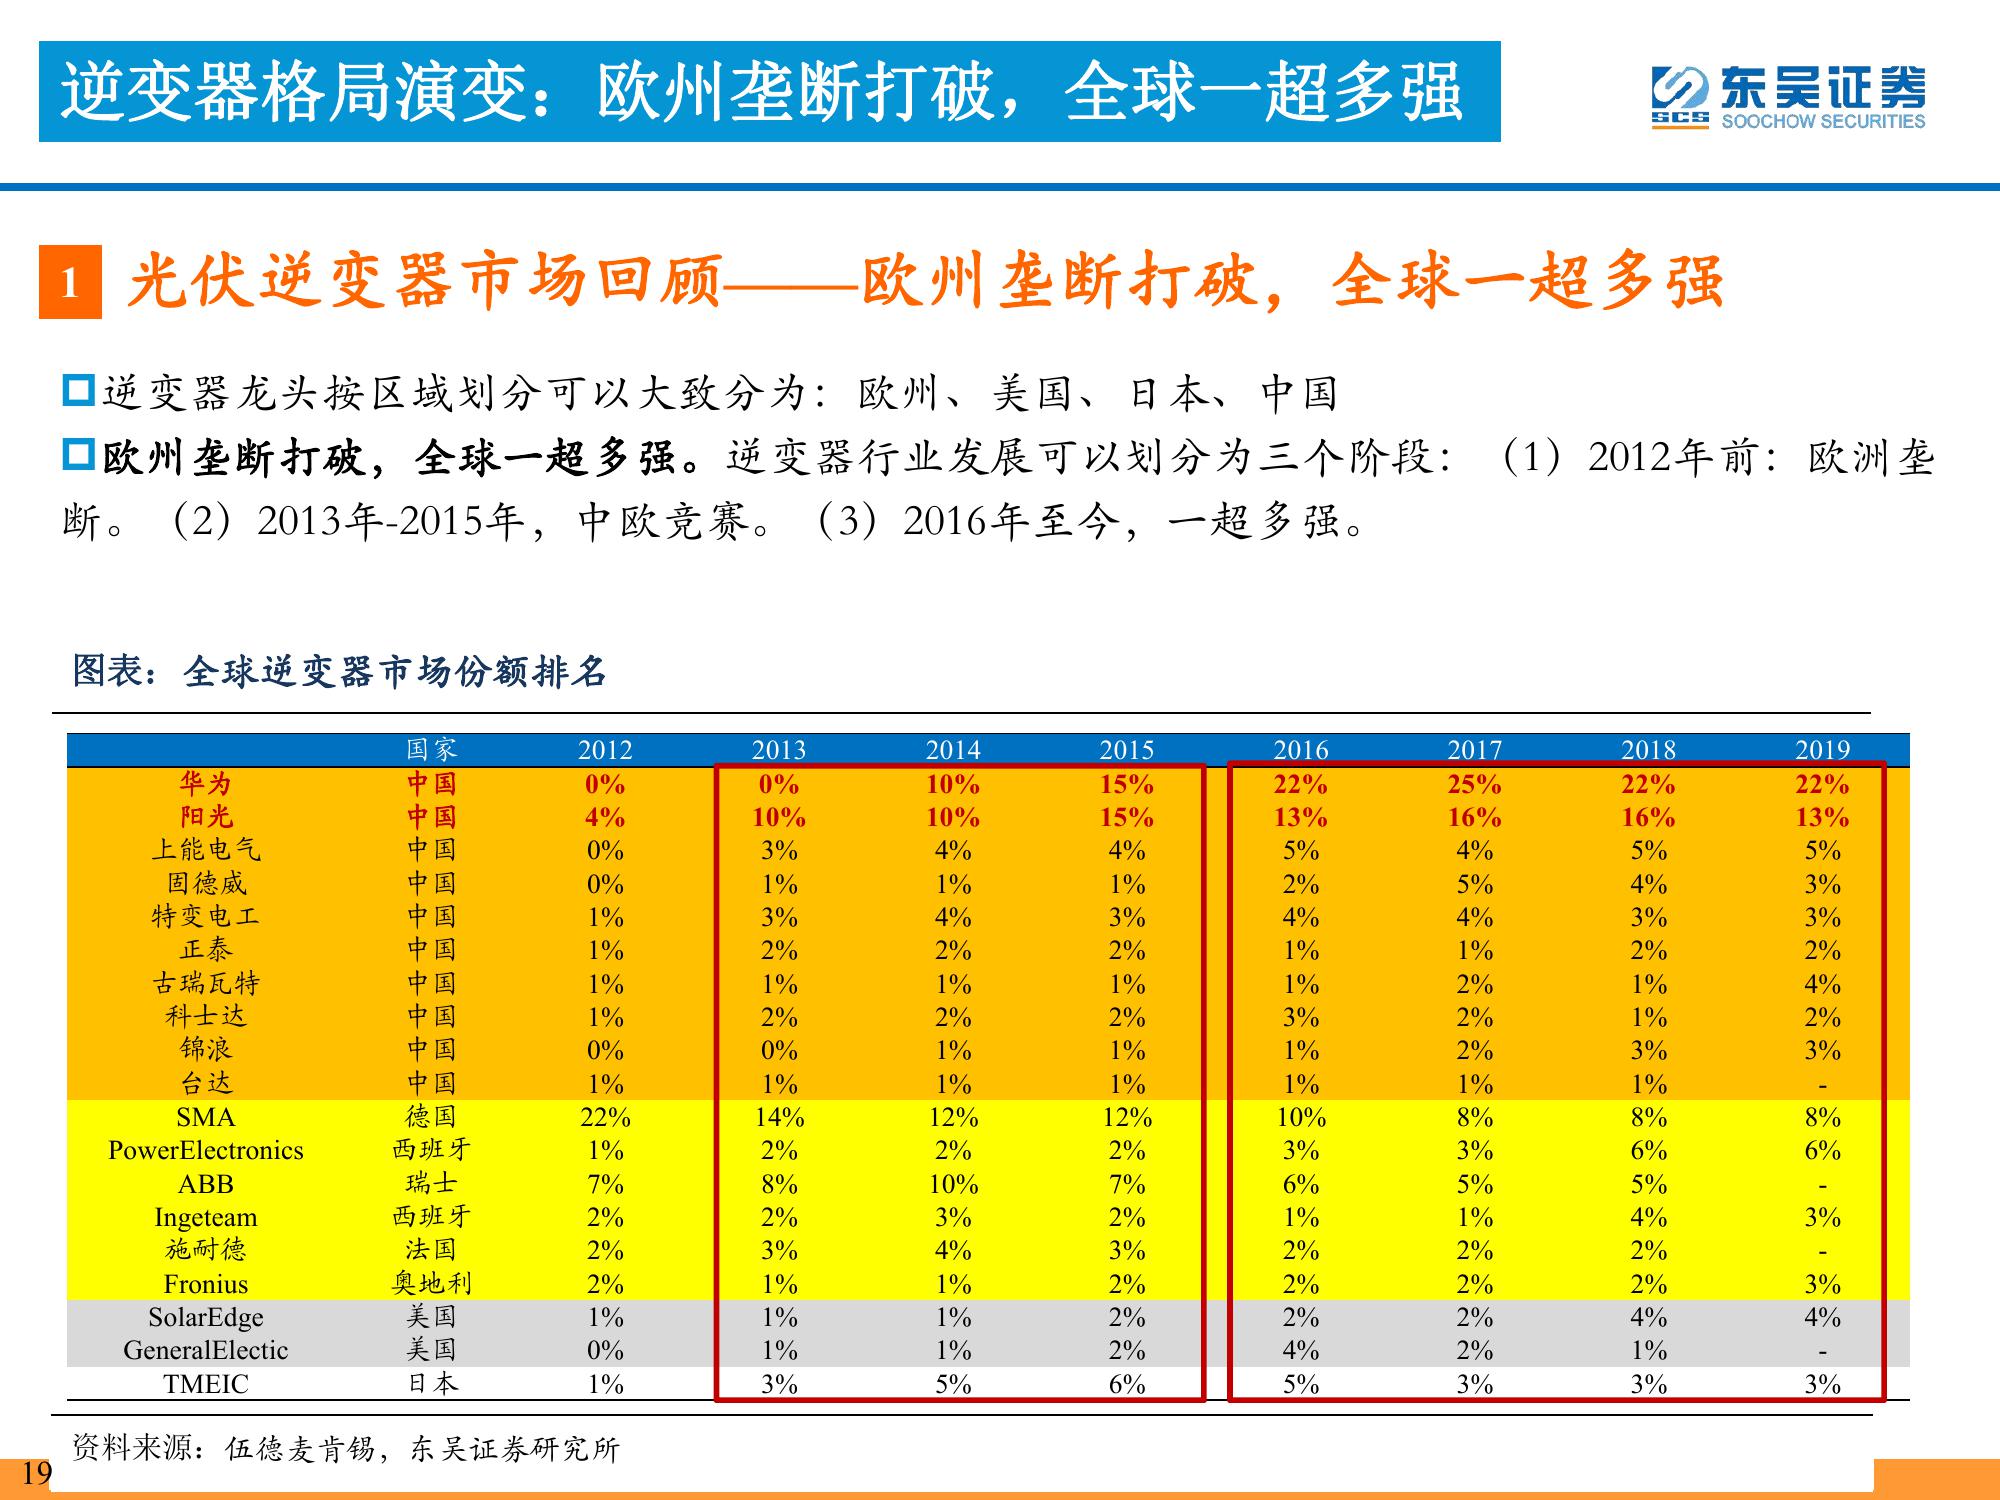 逆变器格局演变：欧州垄断打破，全球一超多强
东吴证券
SCS SOOCHOW SECURITIES
1 光伏逆变器市场回顾——欧州垄断打破，全球一超多强
逆变器龙头按区域划分可以大致分为：欧州、美国、日本、中国
欧州垄断打破，全球一超多强。逆变器行业发展可以划分为三个阶段：（1）2012年前：欧洲垄
断。（2）2013年-2015年，中欧竞赛。（3）2016年至今，一超多强。
图表：全球逆变器市场份额排名
国家 2012 2013 2014 2015 2016 2017 2018 2019
华为 中国 0% 0% 10% 15% 22% 25% 22% 22%
阳光 中国 4% 10% 10% 15% 13% 16% 16% 13%
上能电气 中国 0% 3% 4% 4% 5% 4% 5% 5%
固德威 中国 0% 1% 1% 1% 2% 5% 4% 3%
特变电工 中国 1% 3% 4% 3% 4% 4% 3% 3%
正泰 中国 1% 2% 2% 2% 1% 1% 2% 2%
古瑞瓦特 中国 1% 1% 1% 1% 1% 2% 1% 4%
科士达 中国 1% 2% 2% 2% 3% 2% 1% 2%
锦浪 中国 0% 0% 1% 1% 1% 2% 3% 3%
台达 中国 1% 1% 1% 1% 1% 1% 1% -
SMA 德国 22% 14% 12% 12% 10% 8% 8% 8%
PowerElectronics 西班牙 1% 2% 2% 2% 3% 3% 6% 6%
ABB 瑞士 7% 8% 10% 7% 6% 5% 5% -
Ingeteam 西班牙 2% 2% 3% 2% 1% 1% 4% 3%
施耐德 法国 2% 3% 4% 3% 2% 2% 2% -
Fronius 奥地利 2% 1% 1% 2% 2% 2% 2% 3%
SolarEdge 美国 1% 1% 1% 2% 2% 2% 4% 4%
GeneralElectic 美国 0% 1% 1% 2% 4% 2% 1% -
TMEIC 日本 1% 3% 5% 6% 5% 3% 3% 3%
资料来源：伍德麦肯锡，东吴证券研究所
19